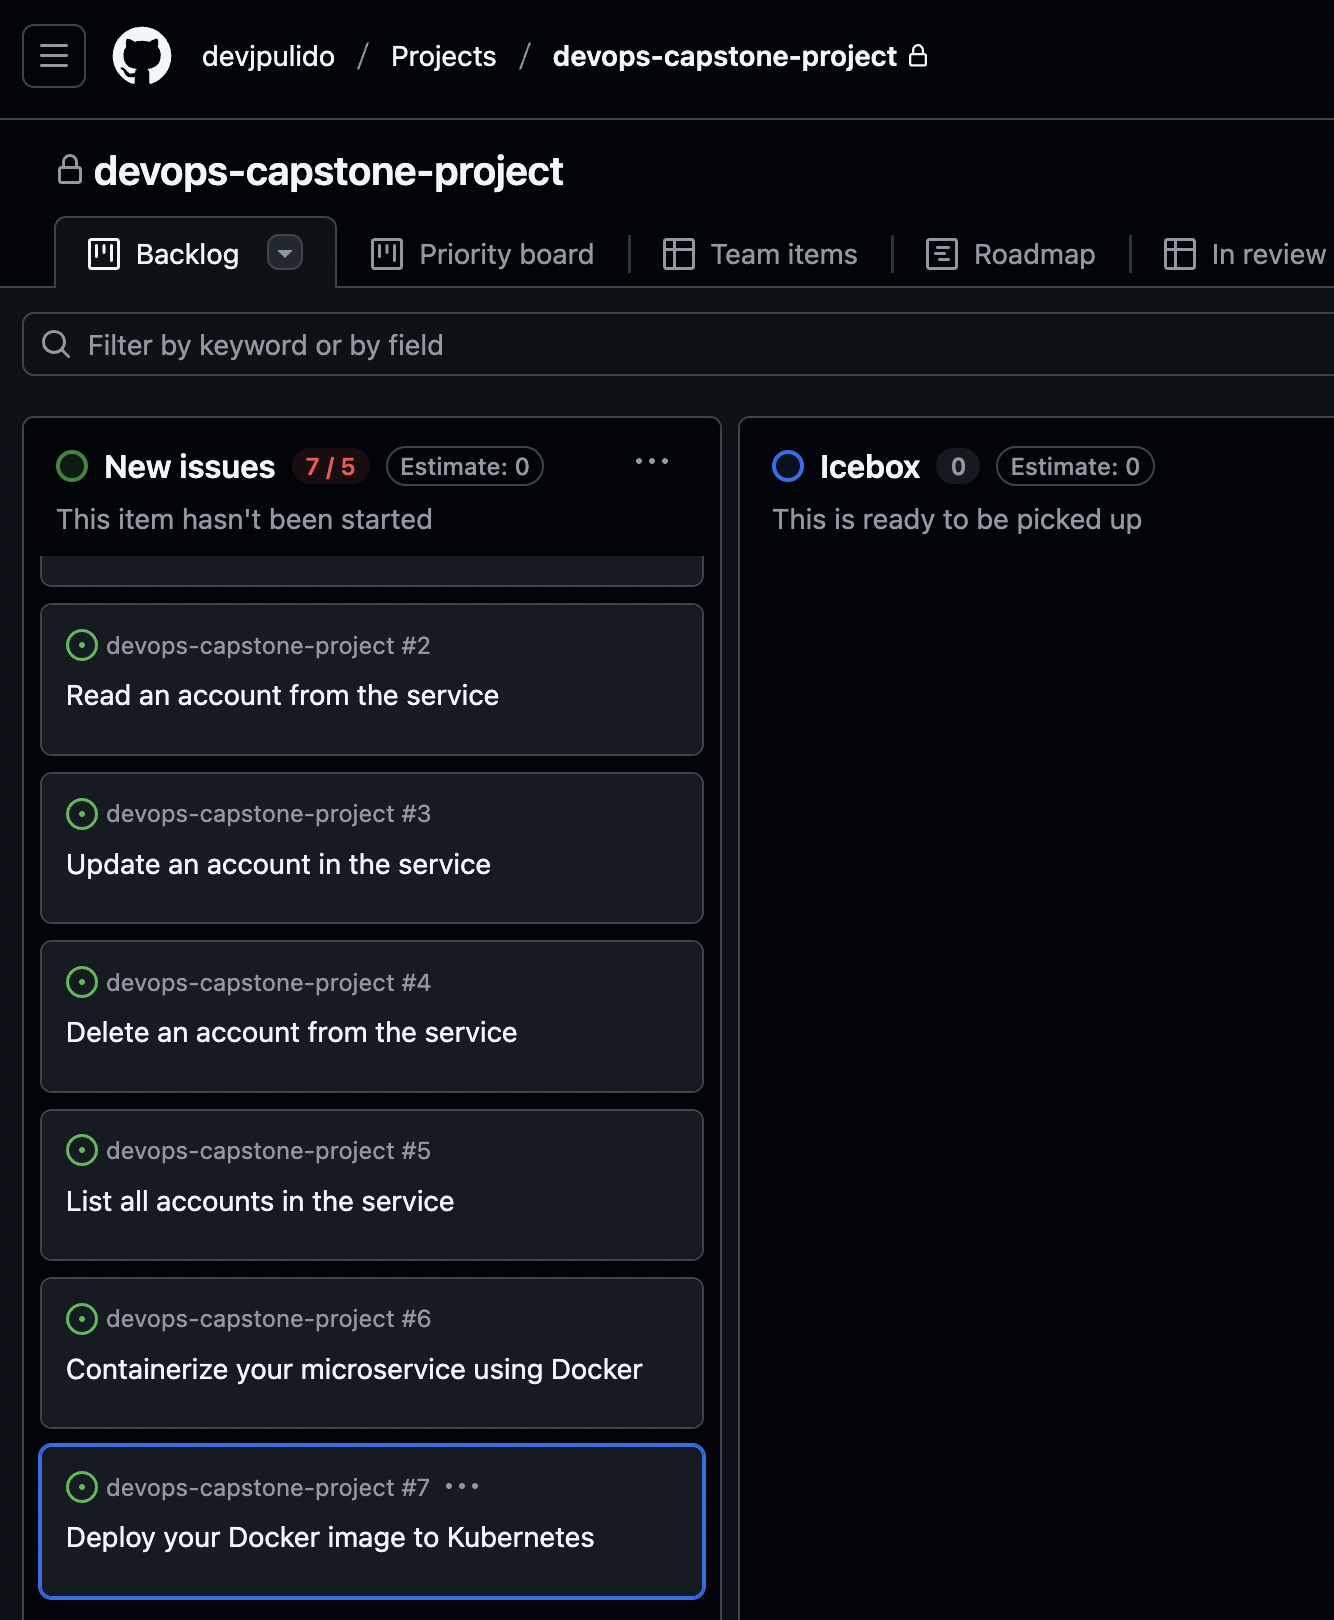 devjpulido / Projects / devops-capstone-project
devops-capstone-project
Backlog Priority board Team items Roadmap In review
Filter by keyword or by field
New issues 7 / 5 Estimate: 0
This item hasn't been started
devops-capstone-project #2
Read an account from the service
devops-capstone-project #3
Update an account in the service
devops-capstone-project #4
Delete an account from the service
devops-capstone-project #5
List all accounts in the service
devops-capstone-project #6
Containerize your microservice using Docker
devops-capstone-project #7
Deploy your Docker image to Kubernetes
Icebox 0 Estimate: 0
This is ready to be picked up